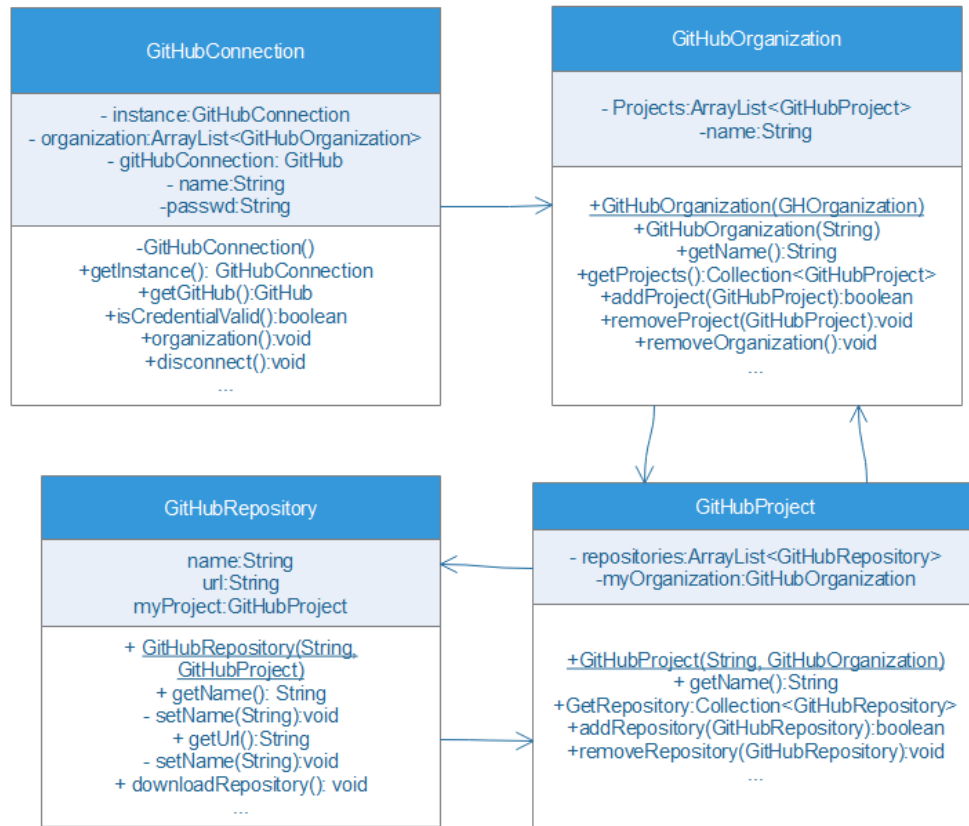 GitHubConnection
- instance:GitHubConnection
- organization:ArrayList<GitHubOrganization>
- gitHubConnection: GitHub
- name:String
-passwd:String
-GitHubConnection()
+getInstance(): GitHubConnection
+getGitHub():GitHub
+isCredentialValid():boolean
+organization():void
+disconnect():void
...
GitHubOrganization
- Projects:ArrayList<GitHubProject>
-name:String
+GitHubOrganization(GHOrganization)
+GitHubOrganization(String)
+getName():String
+getProjects():Collection<GitHubProject>
+addProject(GitHubProject):boolean
+removeProject(GitHubProject):void
+removeOrganization():void
...
GitHubRepository
name:String
url:String
myProject:GitHubProject
+ GitHubRepository(String,
GitHubProject)
+ getName(): String
- setName(String):void
+ getUrl():String
- setName(String):void
+ downloadRepository(): void
...
GitHubProject
- repositories:ArrayList<GitHubRepository>
-myOrganization:GitHubOrganization
+GitHubProject(String, GitHubOrganization)
+ getName():String
+GetRepository:Collection<GitHubRepository>
+addRepository(GitHubRepository):boolean
+removeRepository(GitHubRepository):void
...